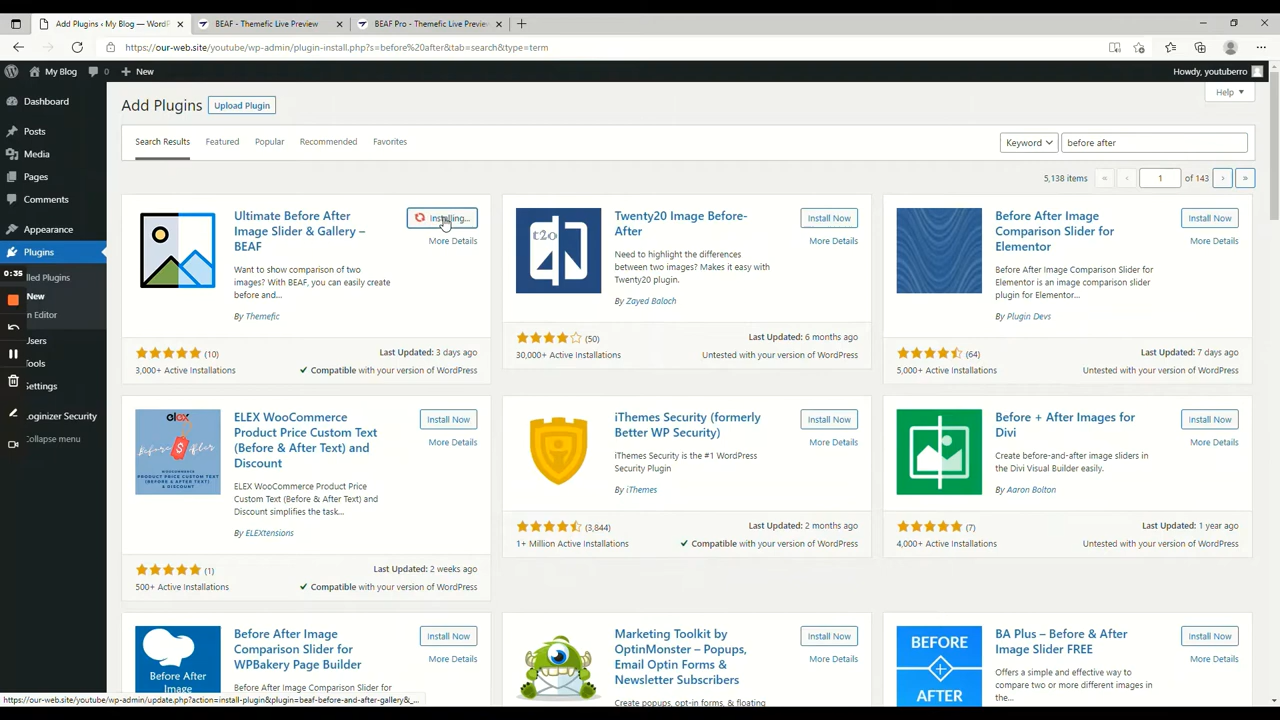 Add Plugins ‹ My Blog — WordP
BEAF - Themefic Live Preview
BEAF Pro - Themefic Live Preview
https://our-web.site/youtube/wp-admin/plugin-install.php?s=before%20after&tab=search&type=term
My Blog
0
New
Howdy, youtuberro
Dashboard
Posts
Media
Pages
Comments
Appearance
Plugins
0:35
lled Plugins
New
n Editor
Users
Tools
Settings
Loginizer Security
Collapse menu
Add Plugins
Upload Plugin
Help
Search Results
Featured
Popular
Recommended
Favorites
Keyword
before after
5,138 items
«
‹
1
of 143
›
»
Ultimate Before After
Image Slider & Gallery –
BEAF
Installing...
More Details
Want to show comparison of two
images? With BEAF, you can easily create
before and...
By Themefic
(10)
Last Updated: 3 days ago
3,000+ Active Installations
Compatible with your version of WordPress
t20
Twenty20 Image Before-
After
Install Now
More Details
Need to highlight the differences
between two images? Makes it easy with
Twenty20 plugin.
By Zayed Baloch
(50)
Last Updated: 6 months ago
30,000+ Active Installations
Untested with your version of WordPress
Before After Image
Comparison Slider for
Elementor
Install Now
More Details
Before After Image Comparison Slider for
Elementor is an image comparison slider
plugin for Elementor...
By Plugin Devs
(64)
Last Updated: 7 days ago
5,000+ Active Installations
Untested with your version of WordPress
elex
WOOCOMMERCE
PRODUCT PRICE CUSTOM TEXT
(BEFORE & AFTER TEXT)
& DISCOUNT
ELEX WooCommerce
Product Price Custom Text
(Before & After Text) and
Discount
Install Now
More Details
ELEX WooCommerce Product Price
Custom Text (Before & After Text) and
Discount simplifies the task...
By ELEXtensions
(1)
Last Updated: 2 weeks ago
500+ Active Installations
Compatible with your version of WordPress
iThemes Security (formerly
Better WP Security)
Install Now
More Details
iThemes Security is the #1 WordPress
Security Plugin
By iThemes
(3,844)
Last Updated: 2 months ago
1+ Million Active Installations
Compatible with your version of WordPress
Before + After Images for
Divi
Install Now
More Details
Create before-and-after image sliders in
the Divi Visual Builder easily.
By Aaron Bolton
(7)
Last Updated: 1 year ago
4,000+ Active Installations
Untested with your version of WordPress
Before After
Image
Before After Image
Comparison Slider for
WPBakery Page Builder
Install Now
More Details
Before After Image Comparison Slider for
Marketing Toolkit by
OptinMonster – Popups,
Email Optin Forms &
Newsletter Subscribers
Install Now
More Details
Create popups, opt-in forms, & floating
BEFORE
AFTER
BA Plus – Before & After
Image Slider FREE
Install Now
More Details
Offers a simple and effective way to
compare two or more different images in
the...
https://our-web.site/youtube/wp-admin/update.php?action=install-plugin&plugin=beaf-before-and-after-gallery&_...